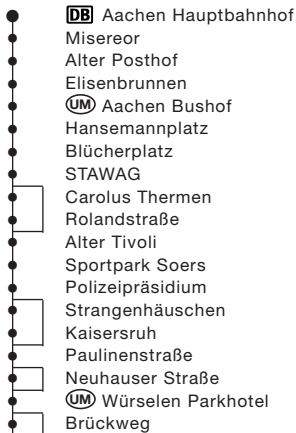 DB Aachen Hauptbahnhof
Misereor
Alter Posthof
Elisenbrunnen
UM Aachen Bushof
Hansemannplatz
Blücherplatz
STAWAG
Carolus Thermen
Rolandstraße
Alter Tivoli
Sportpark Soers
Polizeipräsidium
Strangenhäuschen
Kaisersruh
Paulinenstraße
Neuhauser Straße
UM Würselen Parkhotel
Brückweg